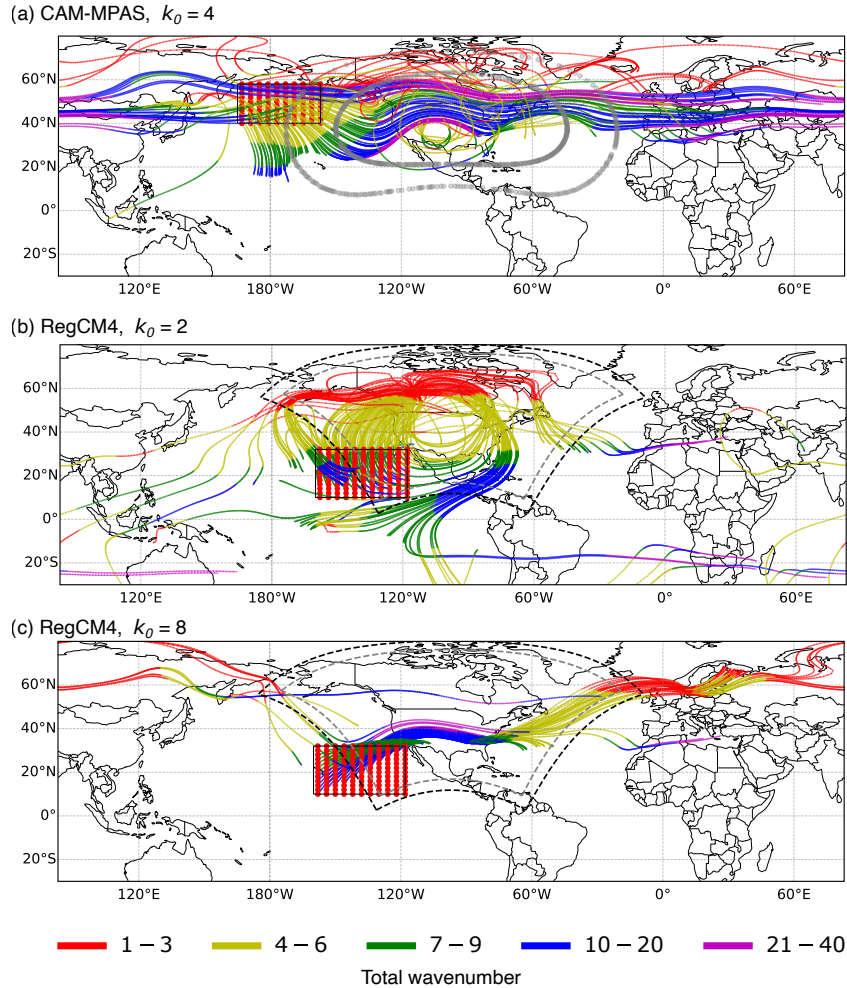 (a) CAM-MPAS, k₀ = 4
60°N
40°N
20°N
0°
20°S
120°E 180°W 120°W 60°W 0° 60°E
(b) RegCM4, k₀ = 2
60°N
40°N
20°N
0°
20°S
120°E 180°W 120°W 60°W 0° 60°E
(c) RegCM4, k₀ = 8
60°N
40°N
20°N
0°
20°S
120°E 180°W 120°W 60°W 0° 60°E
1 − 3 4 − 6 7 − 9 10 − 20 21 − 40
Total wavenumber